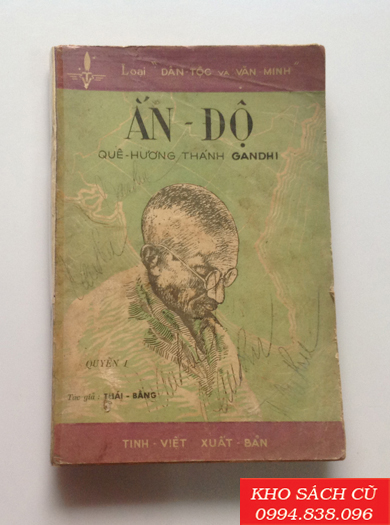 Loại DÂN TỘC VÀ VĂN MINH
ẤN - ĐỘ
QUÊ-HƯƠNG THÁNH GANDHI
QUYỂN I
Tác giả : THÁI - BẰNG
TINH - VIỆT XUẤT - BẢN
KHO SÁCH CŨ
0994.838.096